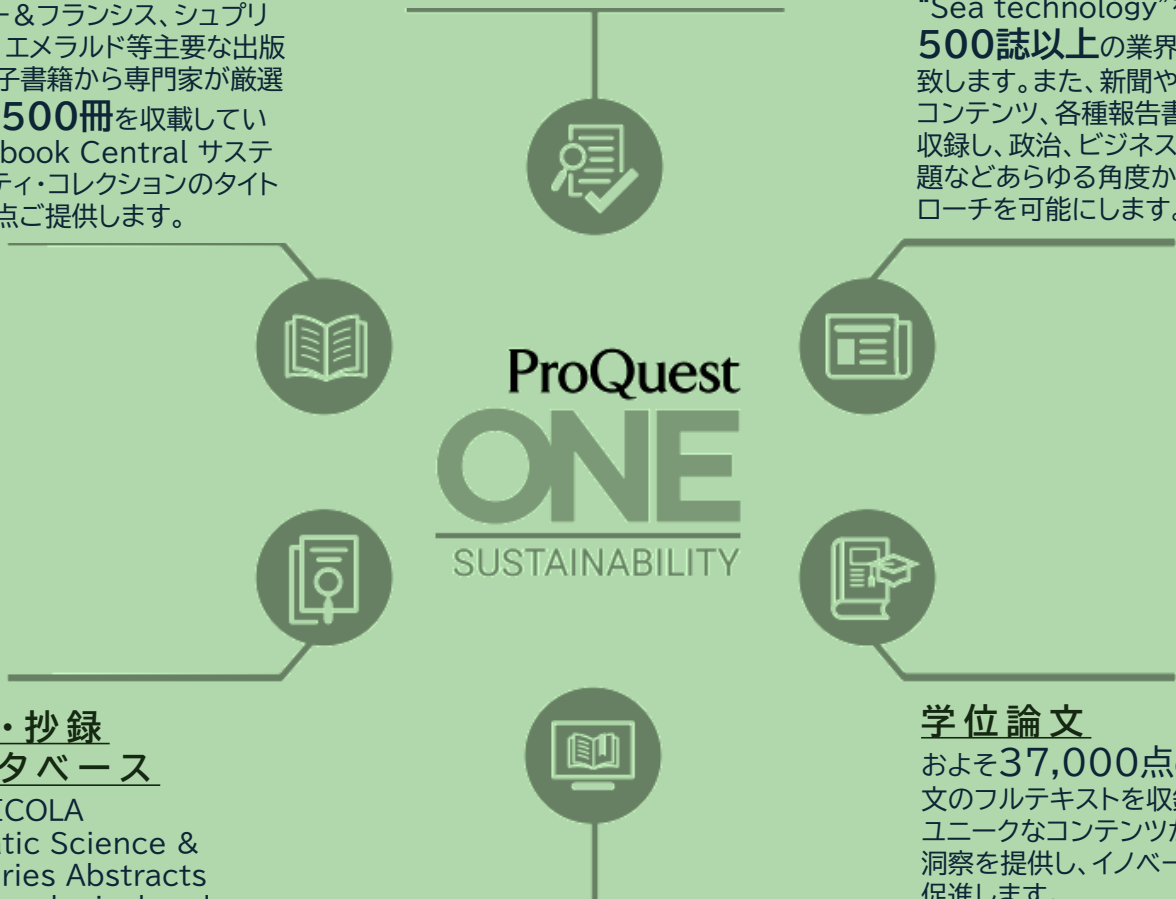 ー&フランシス、シュプリ
エメラルド等主要な出版
子書籍から専門家が厳選
500冊を収載してい
book Central サステ
ティ・コレクションのタイト
点ご提供します。
"Sea technology"
500誌以上の業界
致します。また、新聞や
コンテンツ、各種報告書
収録し、政治、ビジネス
題などあらゆる角度か
ローチを可能にします。
ProQuest
ONE
SUSTAINABILITY
・抄録
タベース
COLA
tic Science &
ries Abstracts
学位論文
およそ37,000点
文のフルテキストを収
ユニークなコンテンツ
洞察を提供し、イノベー
促進します。